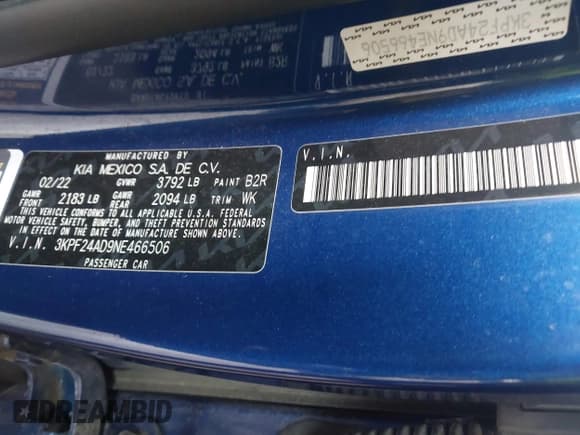 MANUFACTURED BY
KIA MEXICO S.A. DE C.V.
02/22 GVWR 3792 LB PAINT B2R
GAWR FRONT 2183 LB GAWR REAR 2094 LB TRIM WK
THIS VEHICLE CONFORMS TO ALL APPLICABLE U.S.A. FEDERAL
MOTOR VEHICLE SAFETY, BUMPER, AND THEFT PREVENTION STANDARDS
IN EFFECT ON THE DATE OF MANUFACTURE SHOWN ABOVE.
V.I.N. 3KPF24AD9NE466506
PASSENGER CAR
V.I.N.
3KPF24AD9NE466506
DREAMBID